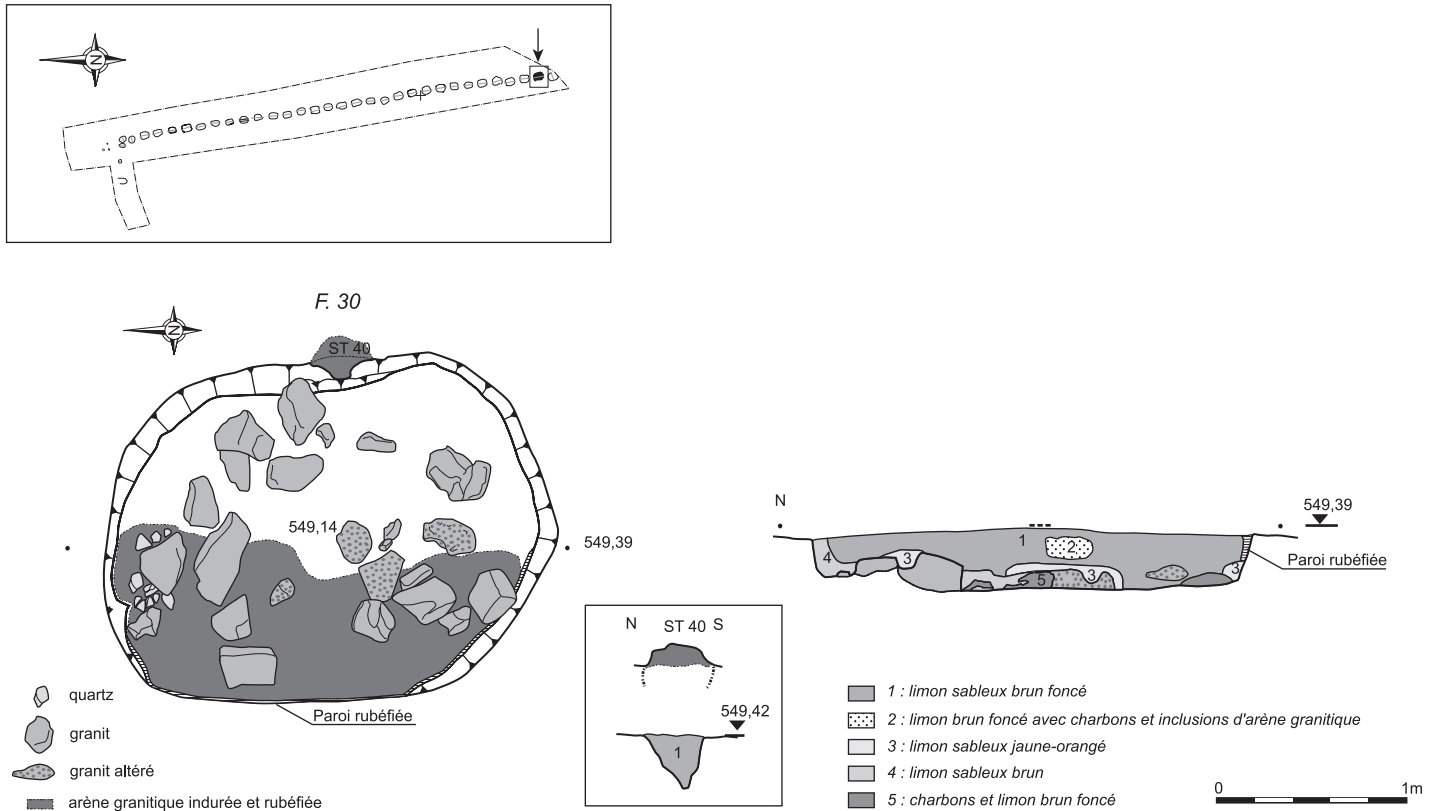 N
F. 30
N
ST 40
549,14
549,39
Paroi rubéfiée
quartz
granit
granit altéré
arène granitique indurée et rubéfiée
N ST 40 S
549,42
1
N
549,39
1
2
3
4
5
3
3
Paroi rubéfiée
1 : limon sableux brun foncé
2 : limon brun foncé avec charbons et inclusions d'arène granitique
3 : limon sableux jaune-orangé
4 : limon sableux brun
5 : charbons et limon brun foncé
0 1m